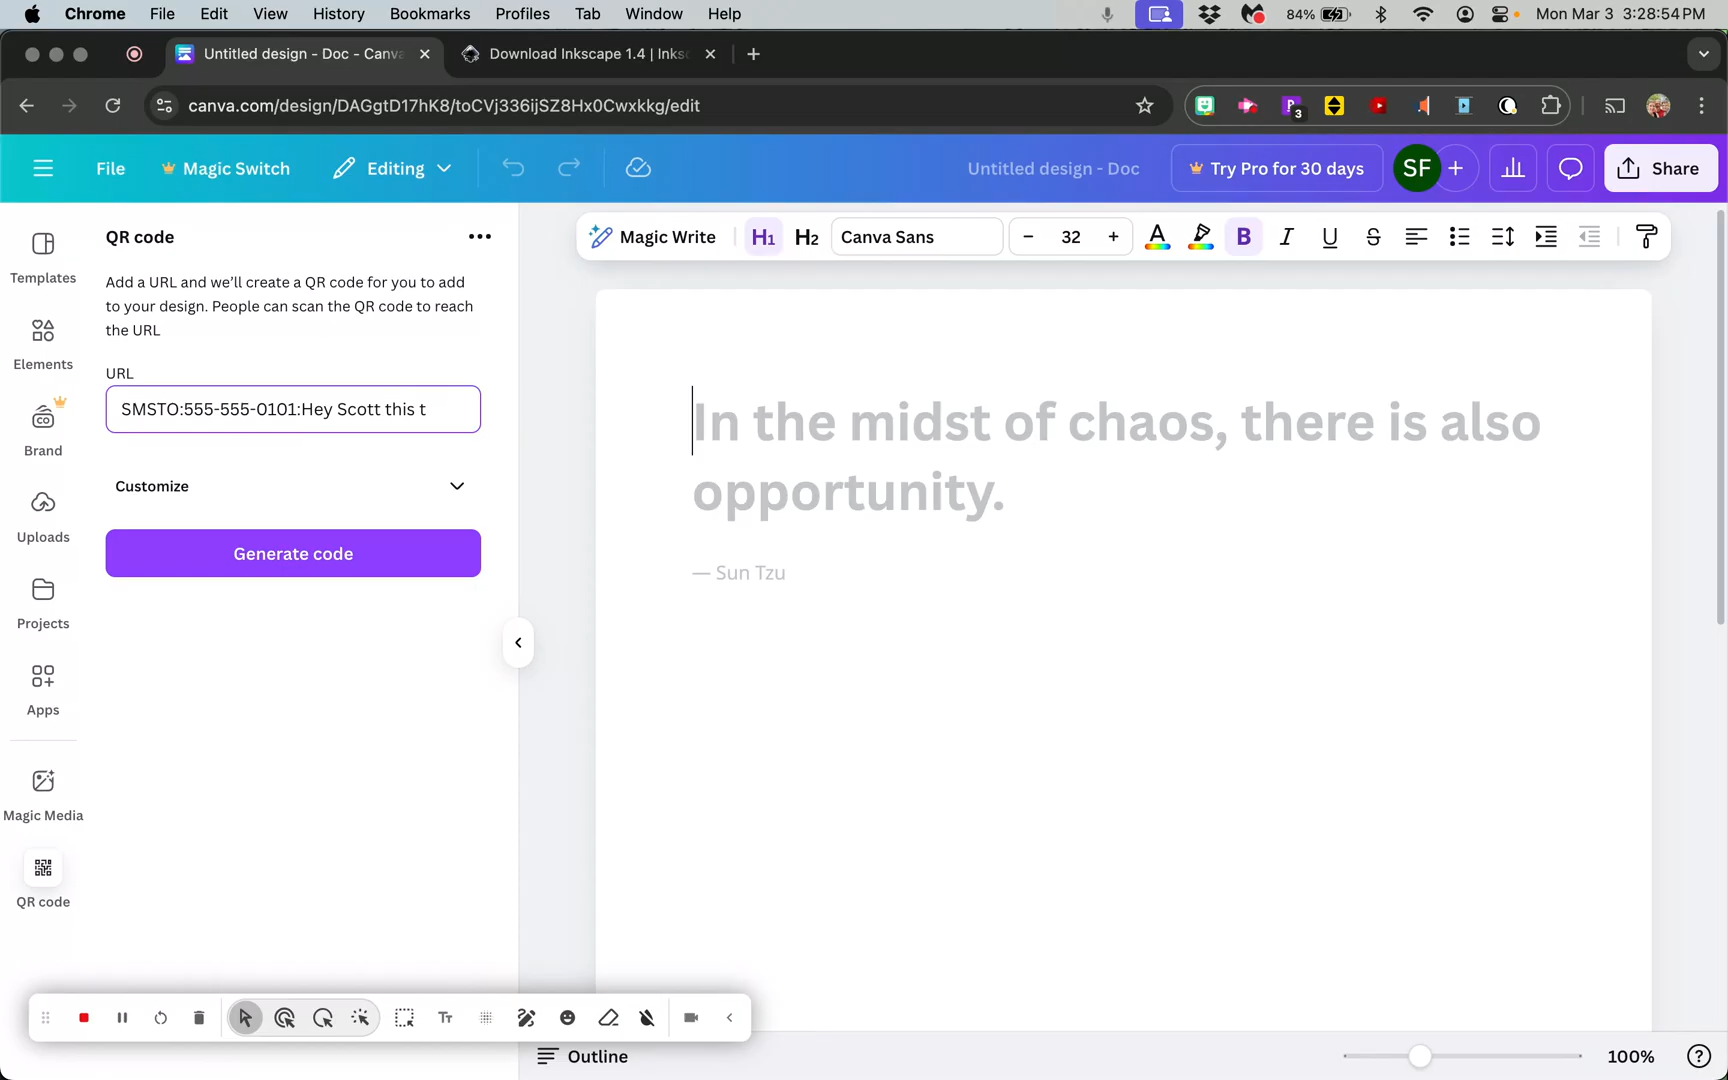 Chrome File Edit View History Bookmarks Profiles Tab Window Help 84% Mon Mar 3 3:28:54 PM
Untitled design - Doc - Canva Download Inkscape 1.4 | Inks
canva.com/design/DAGgtD17hK8/toCVj336ijSZ8Hx0Cwxkkg/edit 3
File Magic Switch Editing Untitled design - Doc Try Pro for 30 days SF Share
Templates
Elements
Brand
Uploads
Projects
Apps
Magic Media
QR code
QR code
Add a URL and we’ll create a QR code for you to add
to your design. People can scan the QR code to reach
the URL
URL
SMSTO:555-555-0101:Hey Scott this t
Customize
Generate code
Magic Write H1 H2 Canva Sans – 32 + A B I U S
In the midst of chaos, there is also
opportunity.
— Sun Tzu
Tт
Outline 100% ?